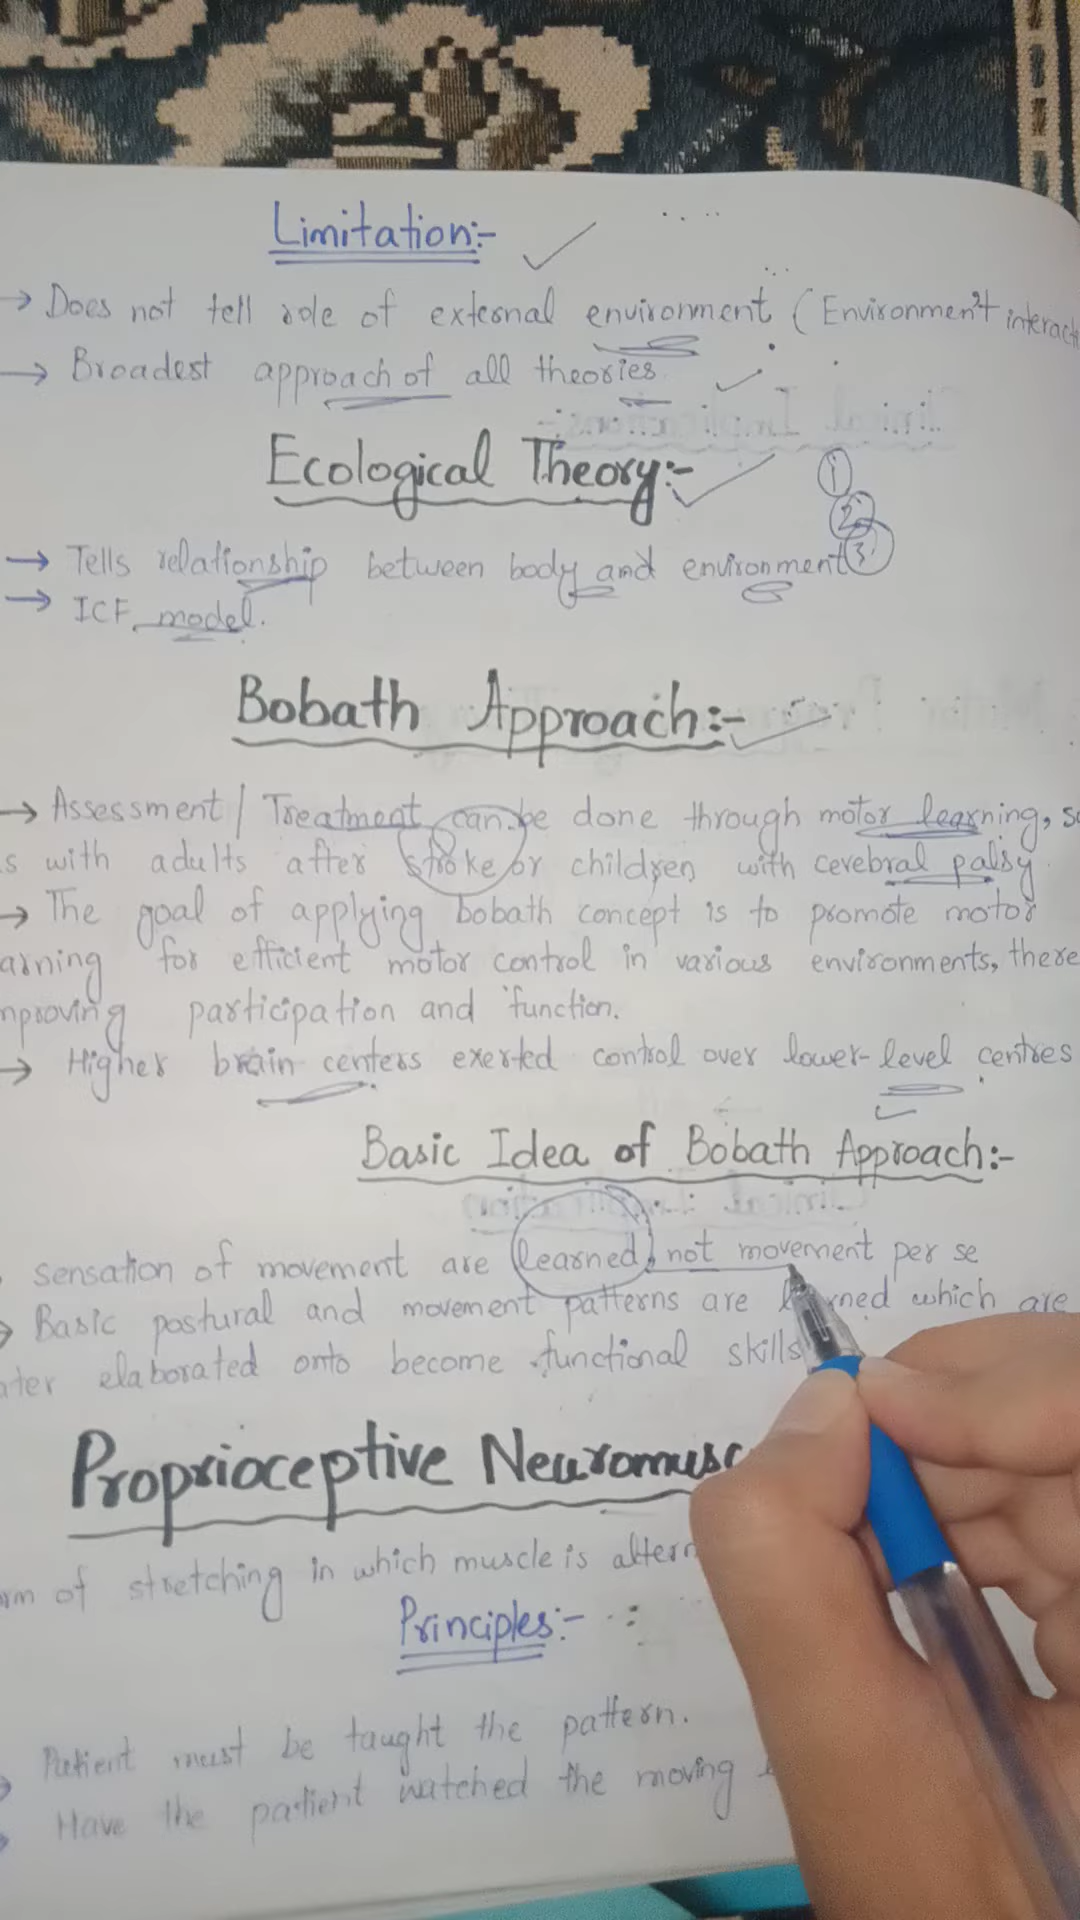 Limitation:-
→ Does not tell role of external environment (Environment interact
→ Broadest approach of all theories
Ecological Theory:-
1
2
3
→ Tells relationship between body and environment
→ ICF model.
Bobath Approach:-
→ Assessment/Treatment can be done through motor learning, s
s with adults after stroke or children with cerebral palsy
→ The goal of applying bobath concept is to promote motor
arning for efficient motor control in various environments, there
nproving participation and function.
→ Higher brain centers exerted control over lower-level centres
Basic Idea of Bobath Approach:-
sensation of movement are learned, not movement per se
→ Basic postural and movement patterns are learned which are
ater elaborated onto become functional skills
Proprioceptive Neuromusc
rm of stretching in which muscle is altern
Principles:-
Patient must be taught the pattern.
Have the patient watched the moving